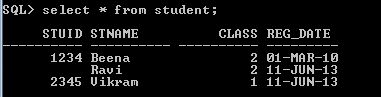 SQL> select * from student;
STUID STNAME CLASS REG_DATE
---------- --------------- ---------- ---------
1234 Beena 2 01-MAR-10
Ravi 2 11-JUN-13
2345 Vikram 1 11-JUN-13